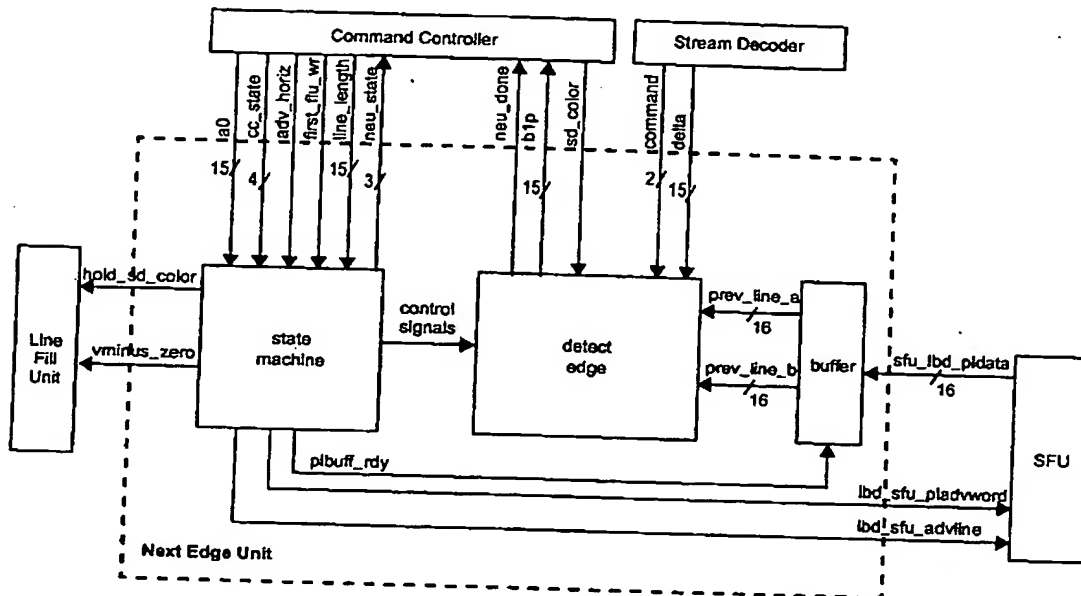 Command Controller
Stream Decoder
a0
cc_state
adv_horiz
first_flu_wr
line_length
neu_state
neu_done
b1p
sd_color
command
delta
15
4
15
3
15
2
15
hold_sd_color
vminus_zero
Line
Fill
Unit
state
machine
control
signals
detect
edge
prev_line_a
16
prev_line_b
16
buffer
sfu_lbd_pldata
16
SFU
plbuff_rdy
lbd_sfu_pladvword
lbd_sfu_advline
Next Edge Unit